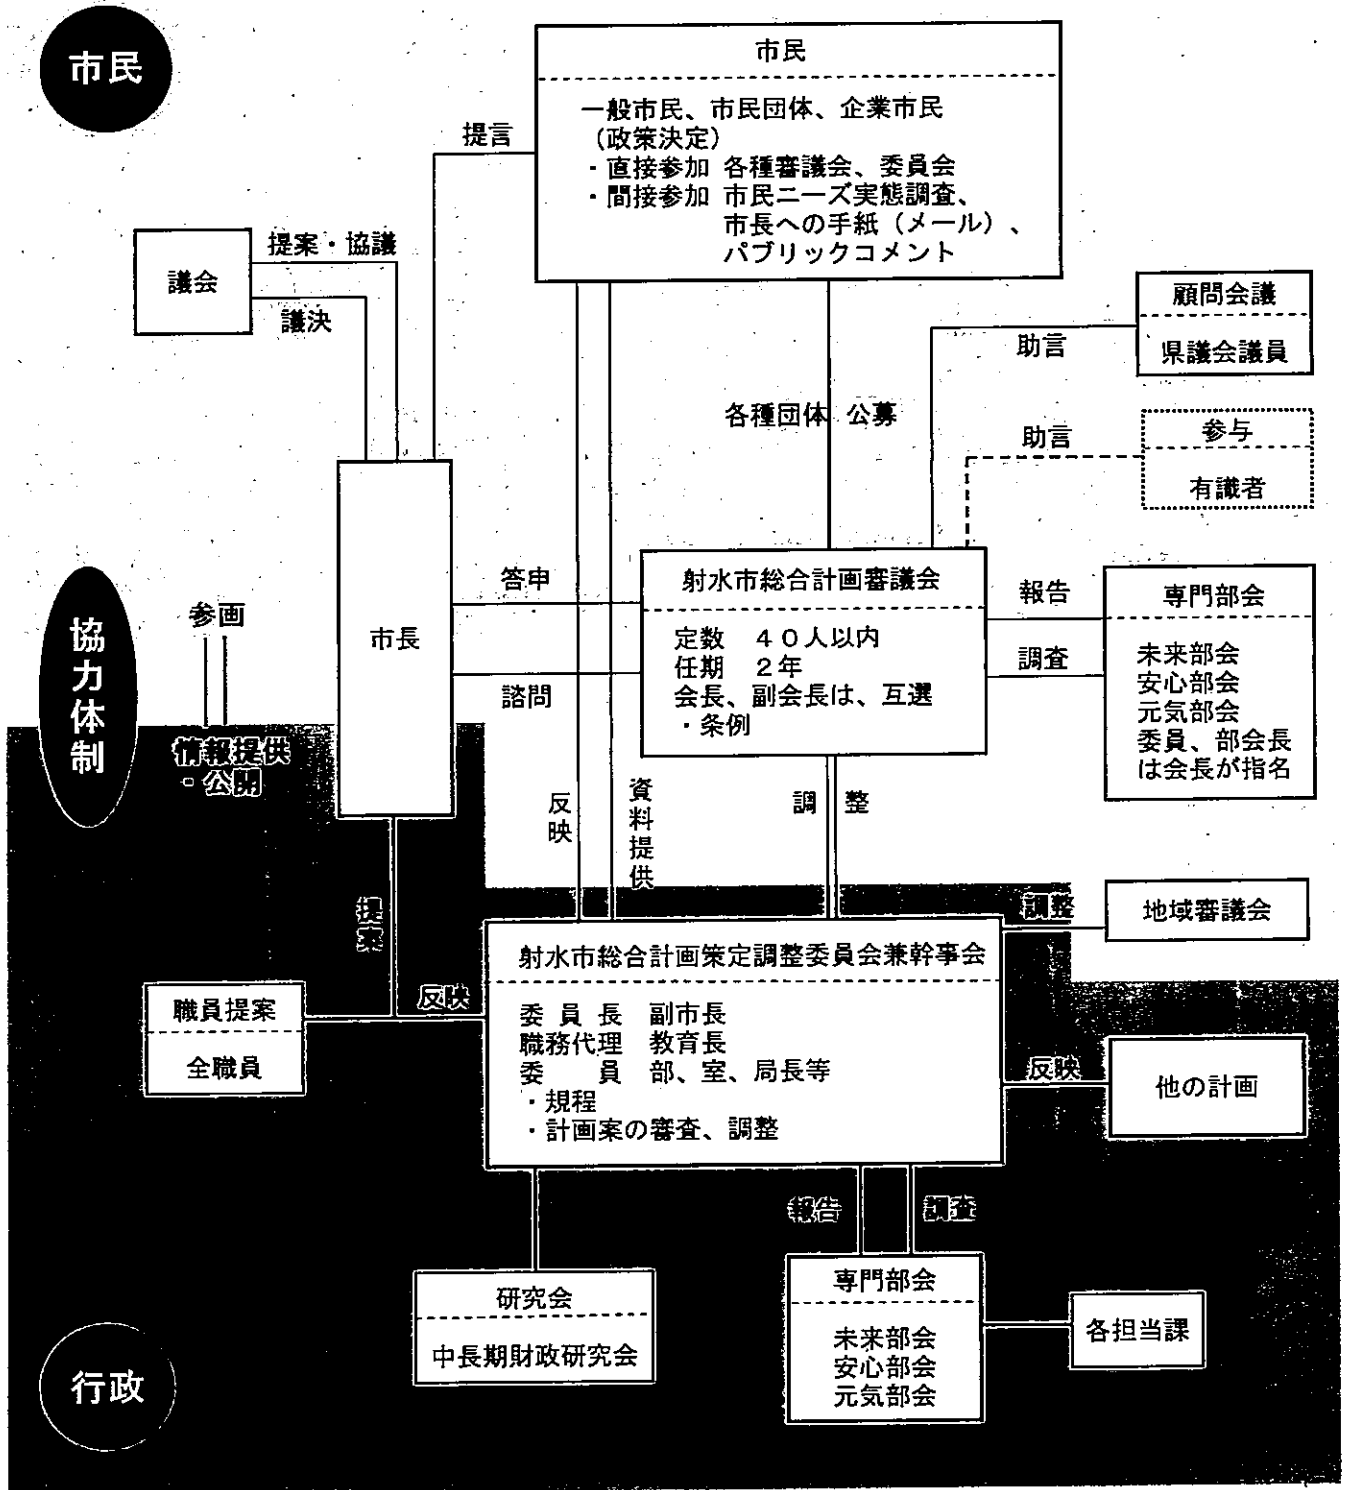 市民
市民
一般市民、市民団体、企業市民
（政策決定）
・直接参加 各種審議会、委員会
・間接参加 市民ニーズ実態調査、
市長への手紙（メール）、
パブリックコメント
提言
議会
提案・協議
議決
顧問会議
県議会議員
助言
各種団体 公募
参与
有識者
助言
市長
答申
諮問
射水市総合計画審議会
定数 ４０人以内
任期 ２年
会長、副会長は、互選
・条例
報告
調査
専門部会
未来部会
安心部会
元気部会
委員、部会長
は会長が指名
協力体制
参画
情報提供
・公開
反映
資料提供
調整
提案
調整
地域審議会
射水市総合計画策定調整委員会兼幹事会
委員長 副市長
職務代理 教育長
委員 部、室、局長等
・規程
・計画案の審査、調整
反映
職員提案
全職員
反映
他の計画
報告
調査
研究会
中長期財政研究会
専門部会
未来部会
安心部会
元気部会
各担当課
行政